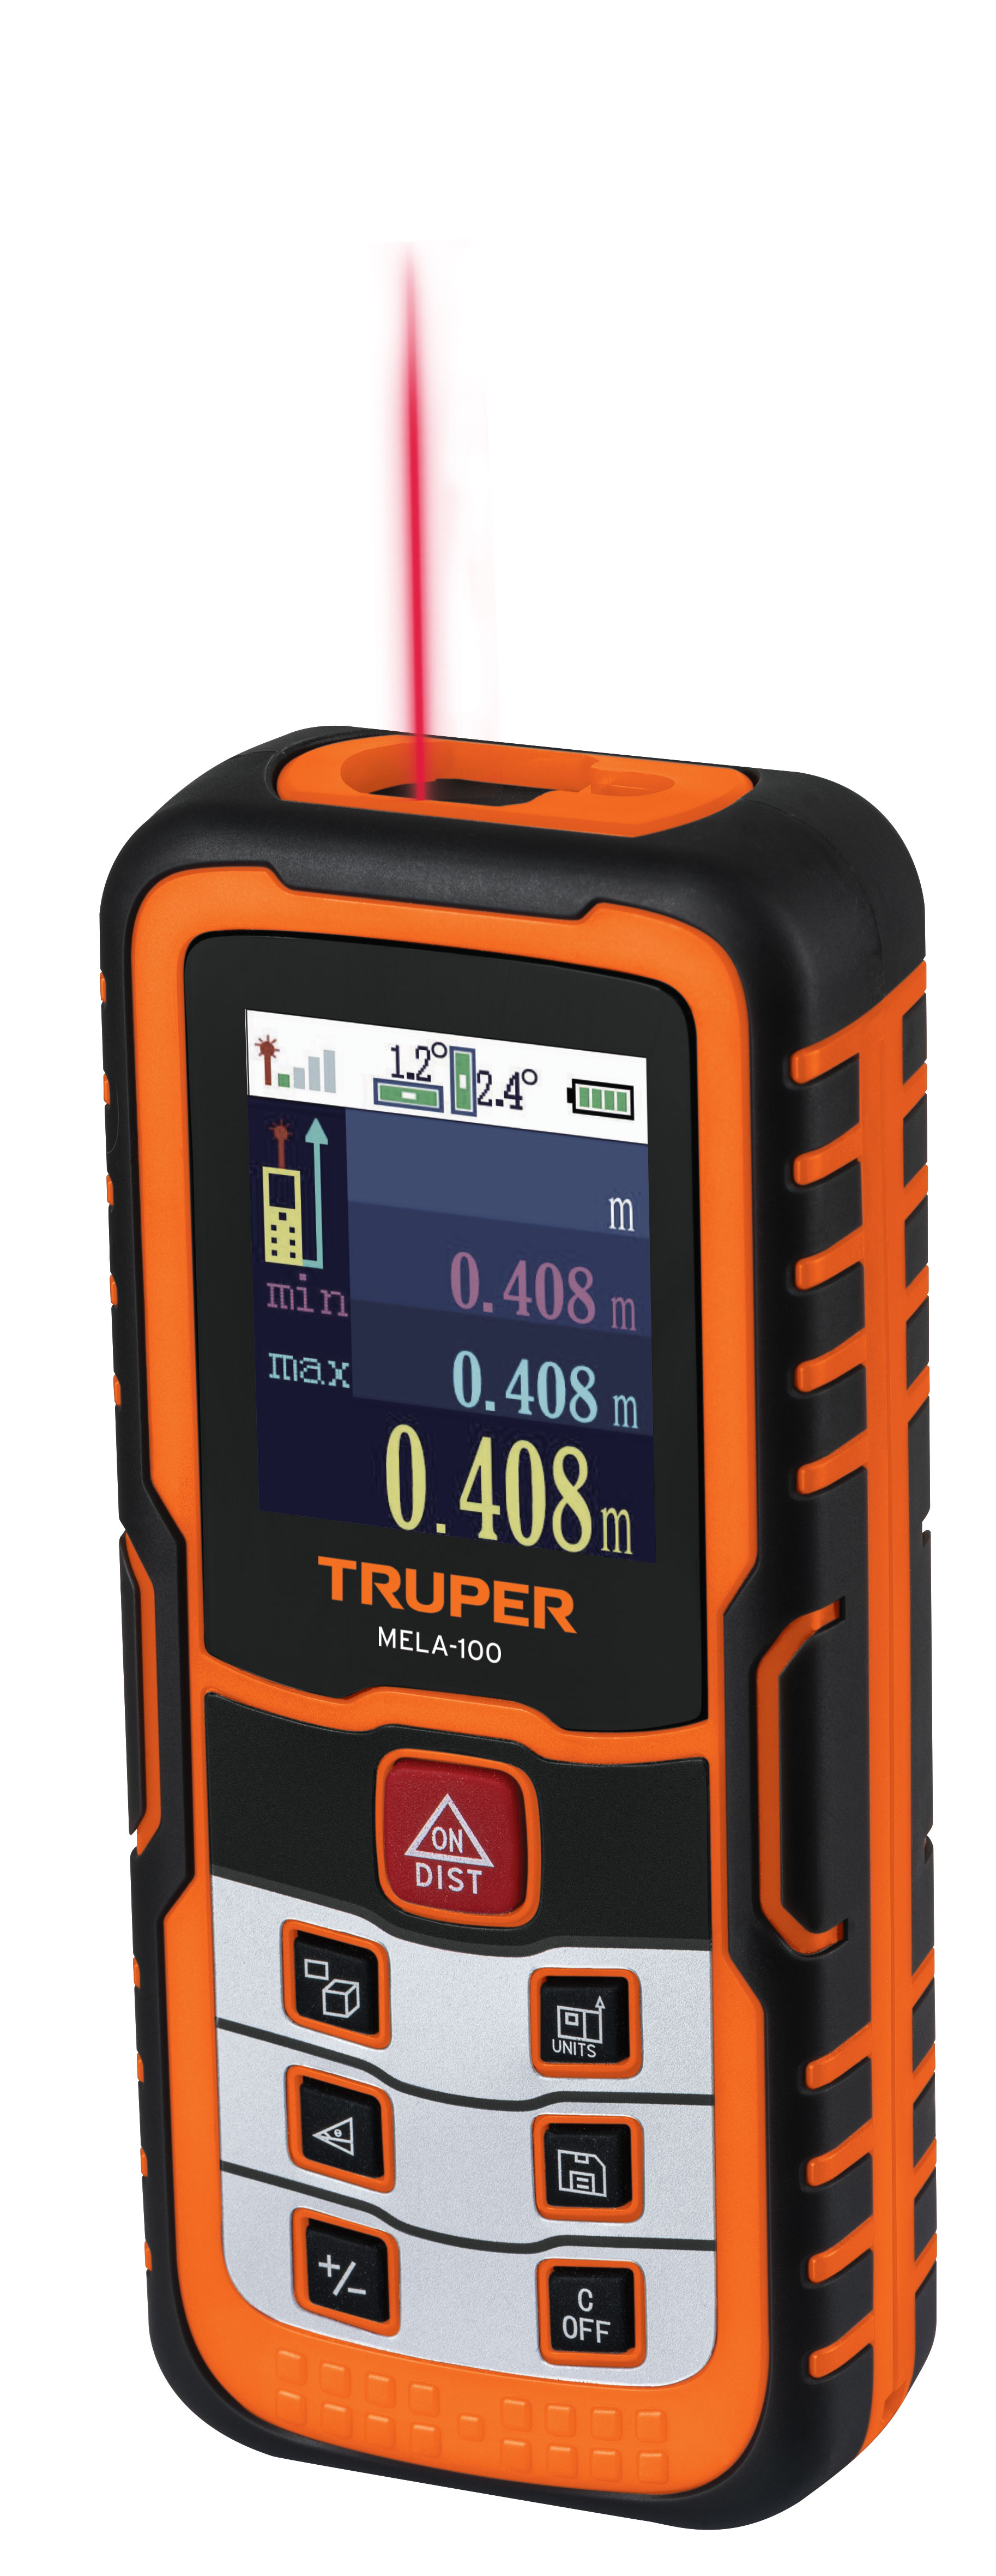 1.2° 2.4°
m
min 0.408 m
max 0.408 m
0.408m
TRUPER
MELA-100
ON
DIST
UNITS
+/-
C
OFF